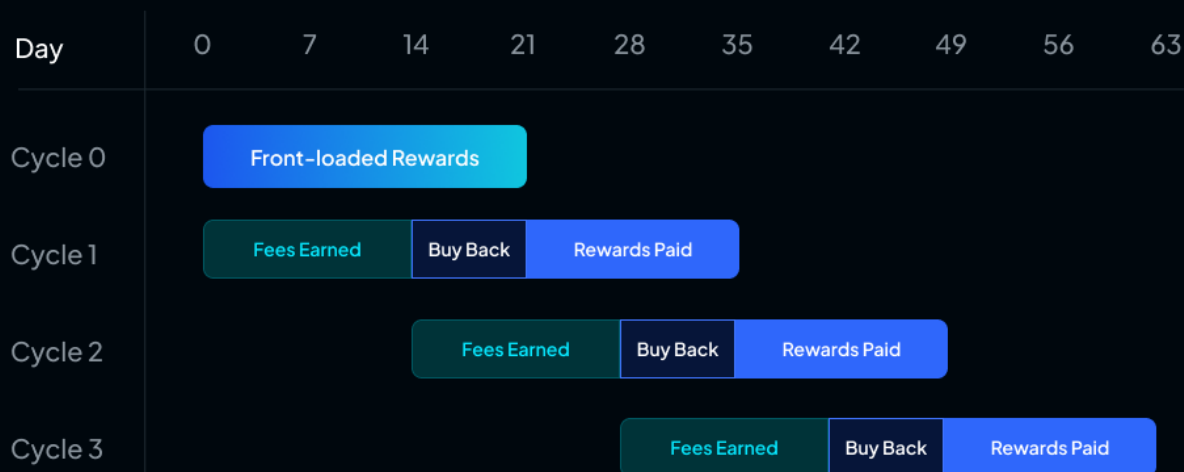 Day 0 7 14 21 28 35 42 49 56 63
Cycle 0 Front-loaded Rewards
Cycle 1 Fees Earned Buy Back Rewards Paid
Cycle 2 Fees Earned Buy Back Rewards Paid
Cycle 3 Fees Earned Buy Back Rewards Paid